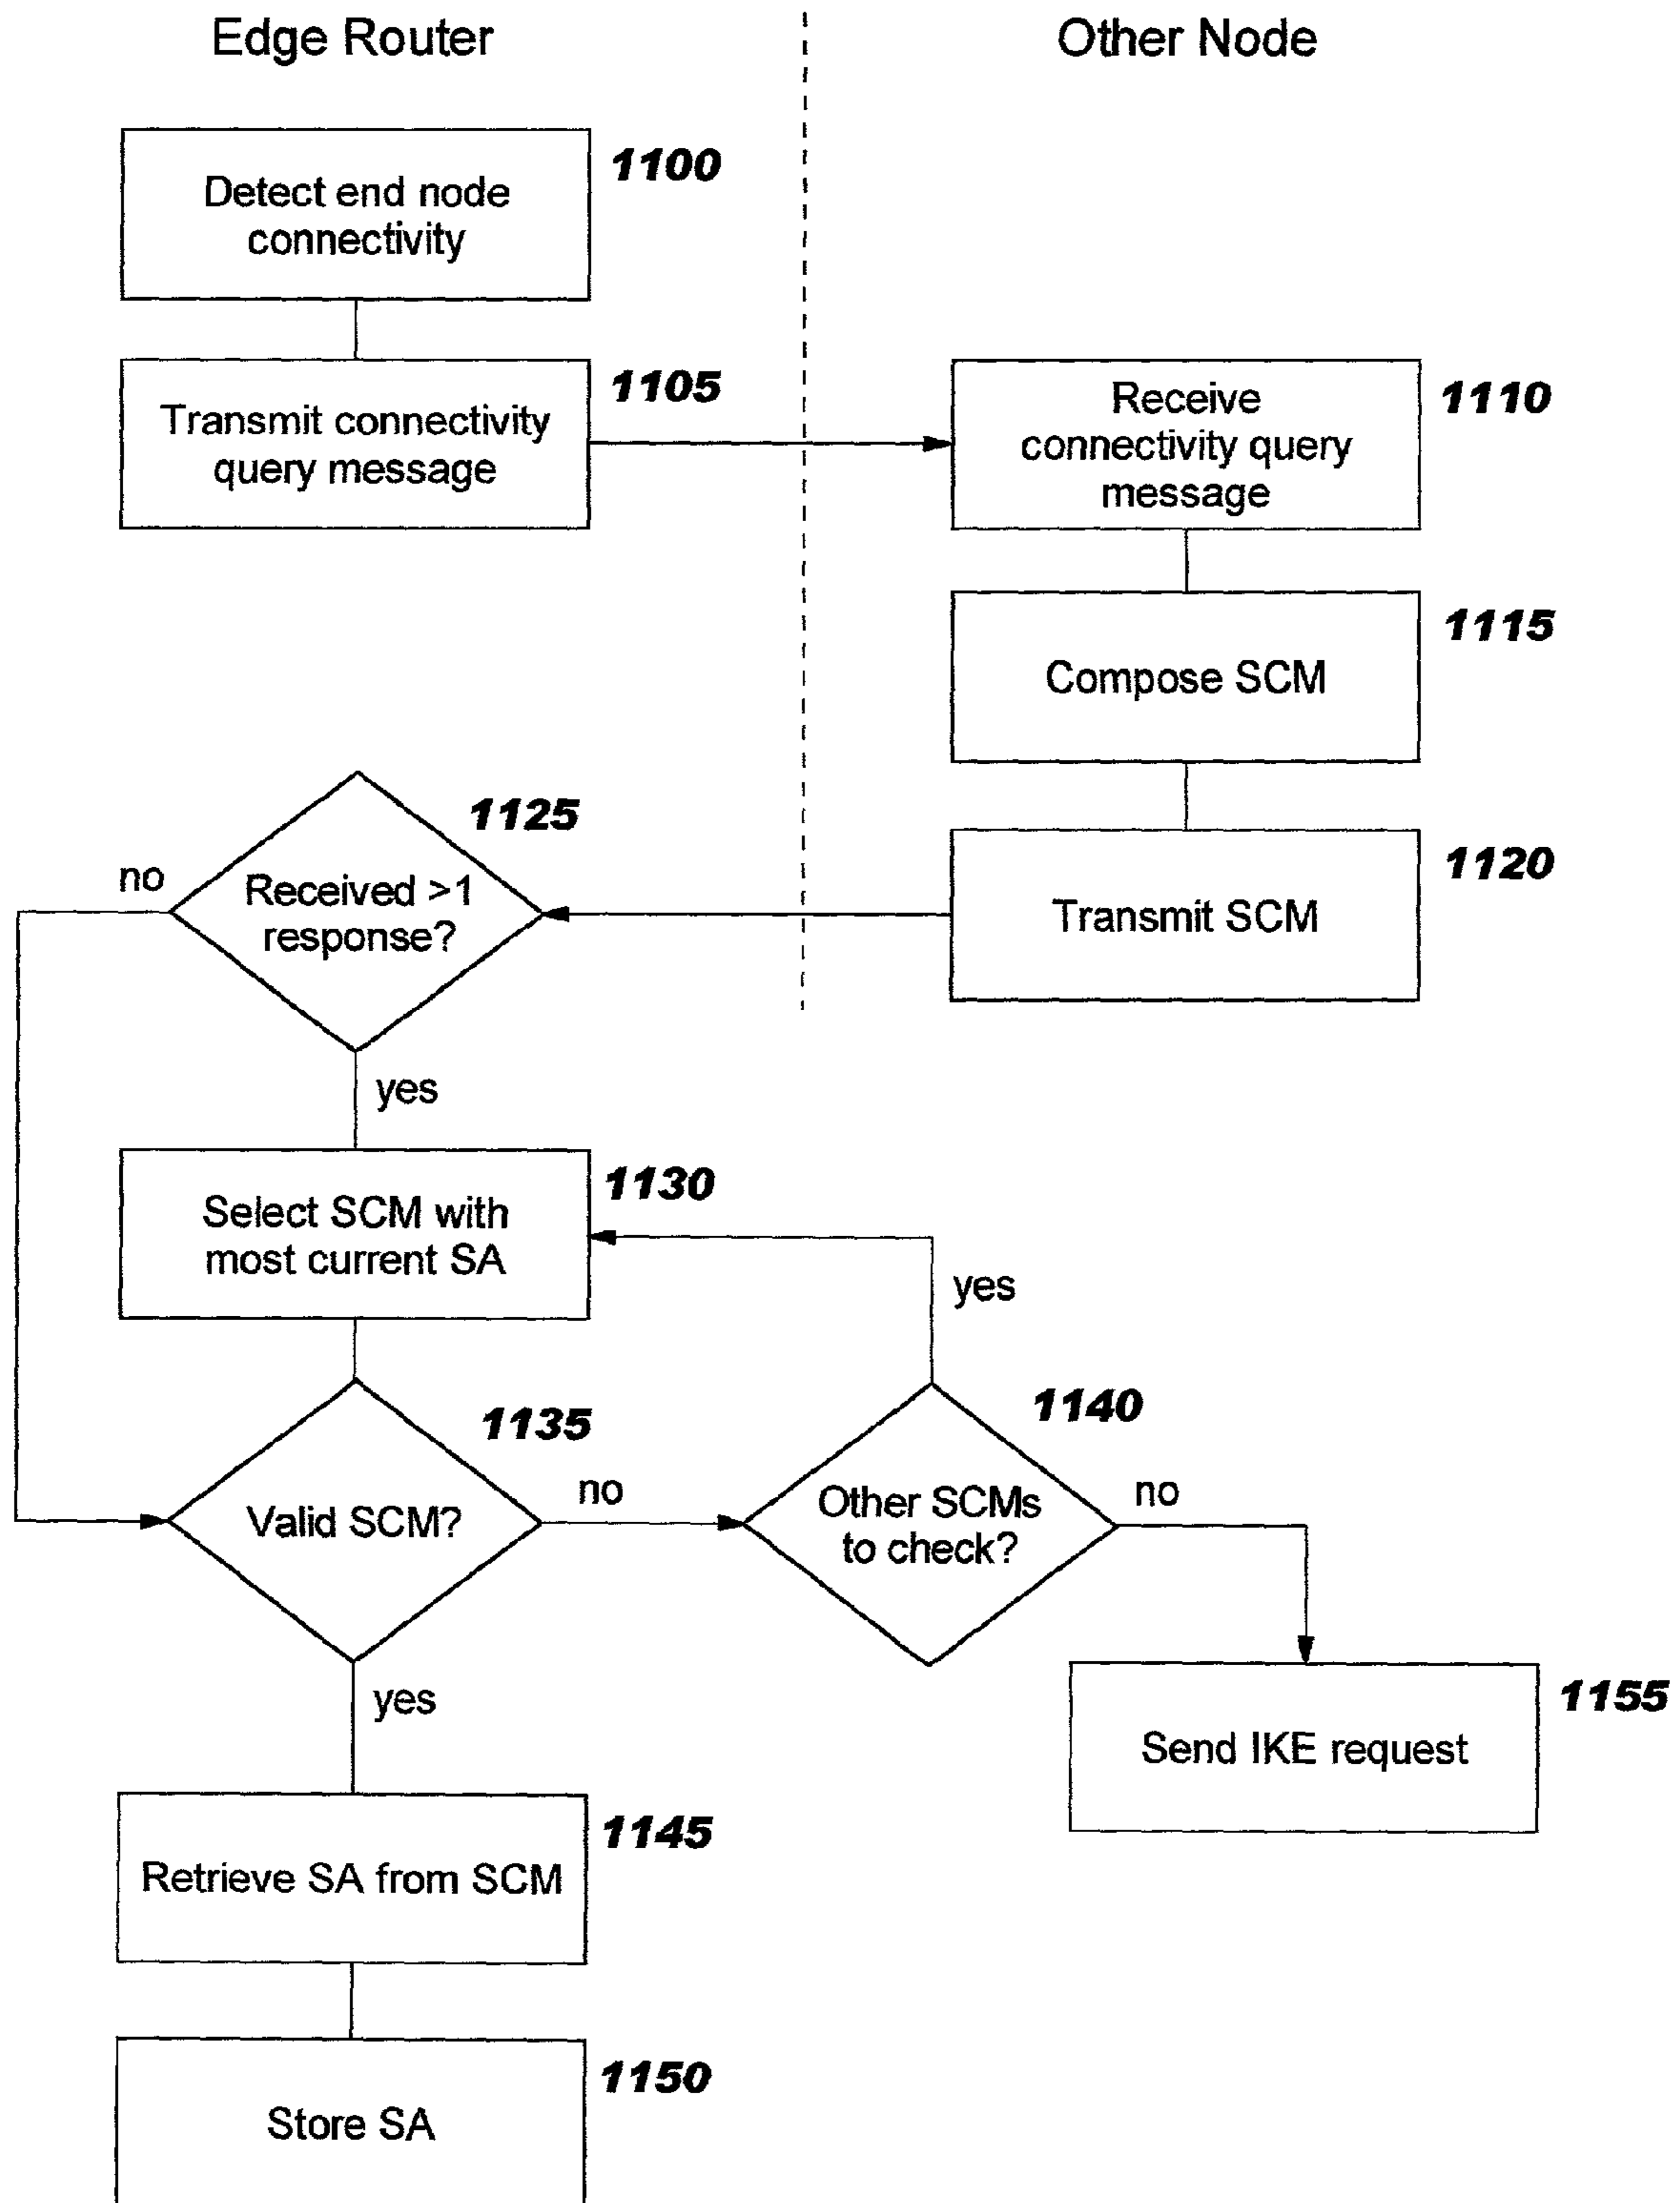 Edge Router
Other Node
Detect end node
connectivity
1100
Transmit connectivity
query message
1105
Receive
connectivity query
message
1110
Compose SCM
1115
Transmit SCM
1120
Received >1
response?
1125
no
yes
Select SCM with
most current SA
1130
yes
Valid SCM?
1135
no
Other SCMs
to check?
1140
no
yes
Send IKE request
1155
Retrieve SA from SCM
1145
Store SA
1150